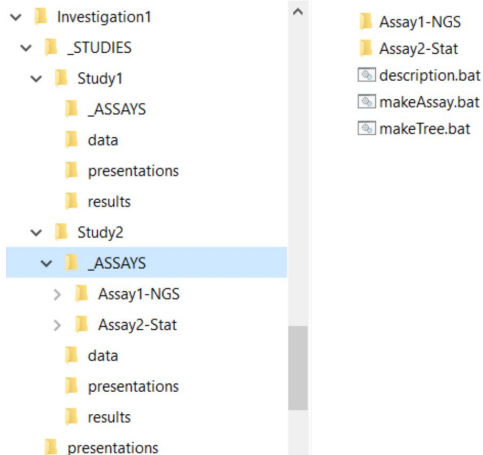 Investigation1
_STUDIES
Study1
_ASSAYS
data
presentations
results
Study2
_ASSAYS
Assay1-NGS
Assay2-Stat
data
presentations
results
presentations
Assay1-NGS
Assay2-Stat
description.bat
makeAssay.bat
makeTree.bat